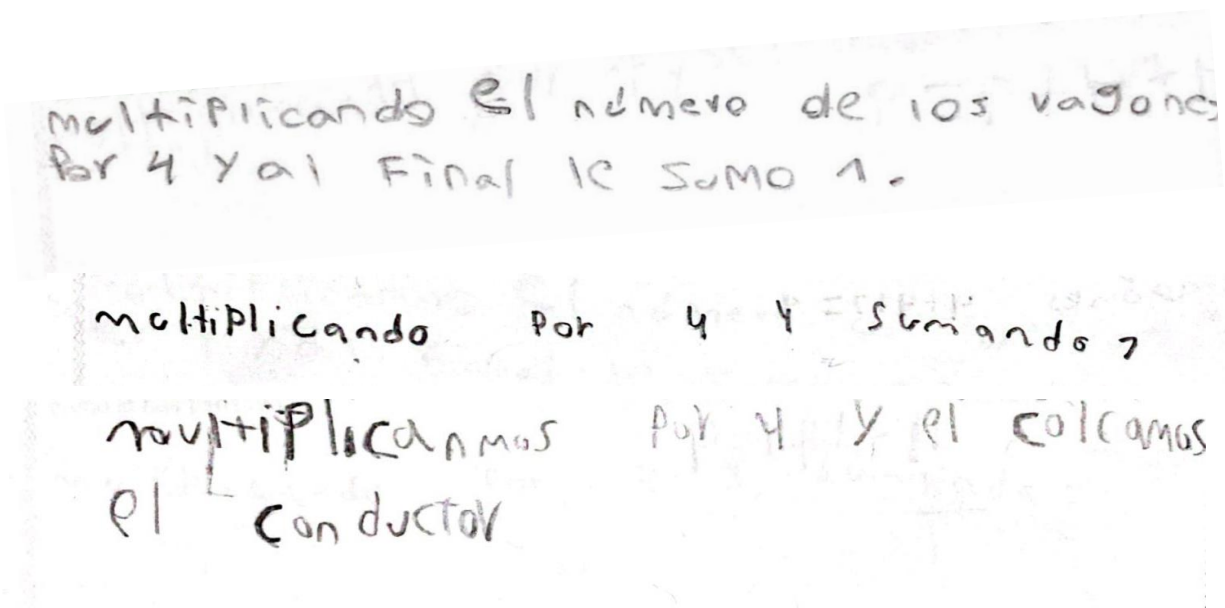 multiplicando el número de los vagones
Por 4 y al Final le sumo 1.
multiplicando por 4 y sumando 1
multiplicanmos por 4 y el colcamos
el conductor